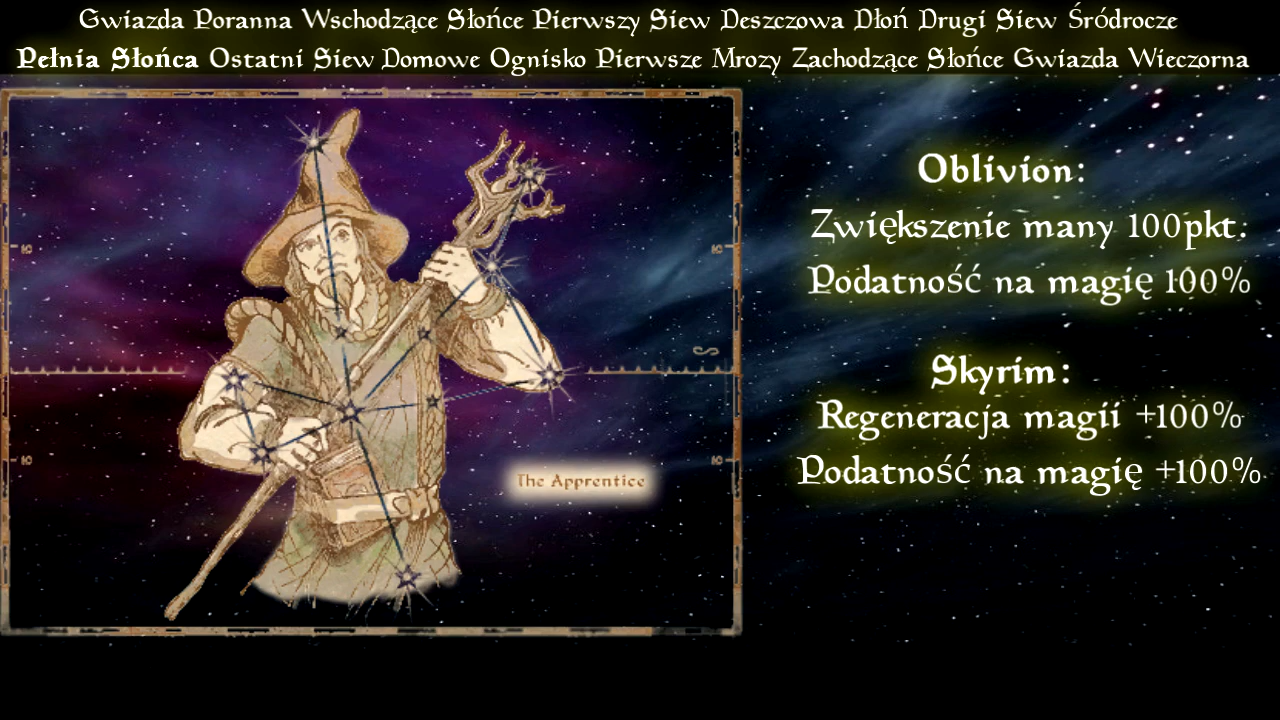 Gwiazda Poranna Wschodzące Słońce Pierwszy Siew Deszczowa Dłoń Drugi Siew Śródrocze
Pełnia Słońca Ostatni Siew Domowe Ognisko Pierwsze Mrozy Zachodzące Słońce Gwiazda Wieczorna
Oblivion:
Zwiększenie many 100pkt.
Podatność na magię 100%
Skyrim:
Regeneracja magii +100%
Podatność na magię +100%
The Apprentice